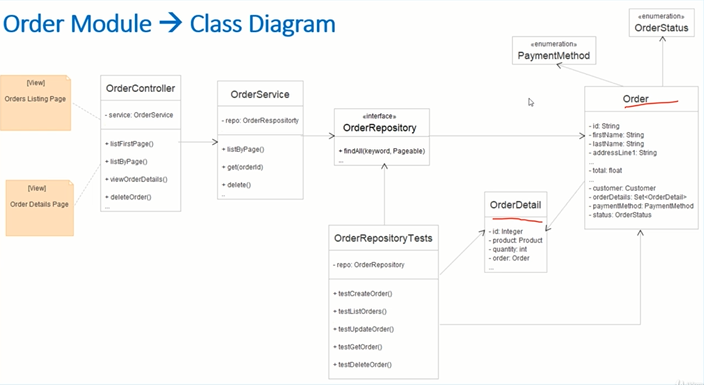 Order Module → Class Diagram
«enumeration»
OrderStatus
«enumeration»
PaymentMethod
[View]
Orders Listing Page
[View]
Order Details Page
OrderController
- service: OrderService
+ listFirstPage()
+ listByPage()
+ viewOrderDetails()
+ deleteOrder()
...
OrderService
- repo: OrderRespository
+ listByPage()
+ get(orderId)
+ delete()
...
«interface»
OrderRepository
+ findAll(keyword, Pageable)
...
Order
- id: String
- firstName: String
- lastName: String
- addressLine1: String
...
- total: float
...
- customer: Customer
- orderDetails: Set<OrderDetail>
- paymentMethod: PaymentMethod
- status: OrderStatus
OrderDetail
- id: Integer
- product: Product
- quantity: int
- order: Order
...
OrderRepositoryTests
- repo: OrderRepository
+ testCreateOrder()
+ testListOrders()
+ testUpdateOrder()
+ testGetOrder()
+ testDeleteOrder()